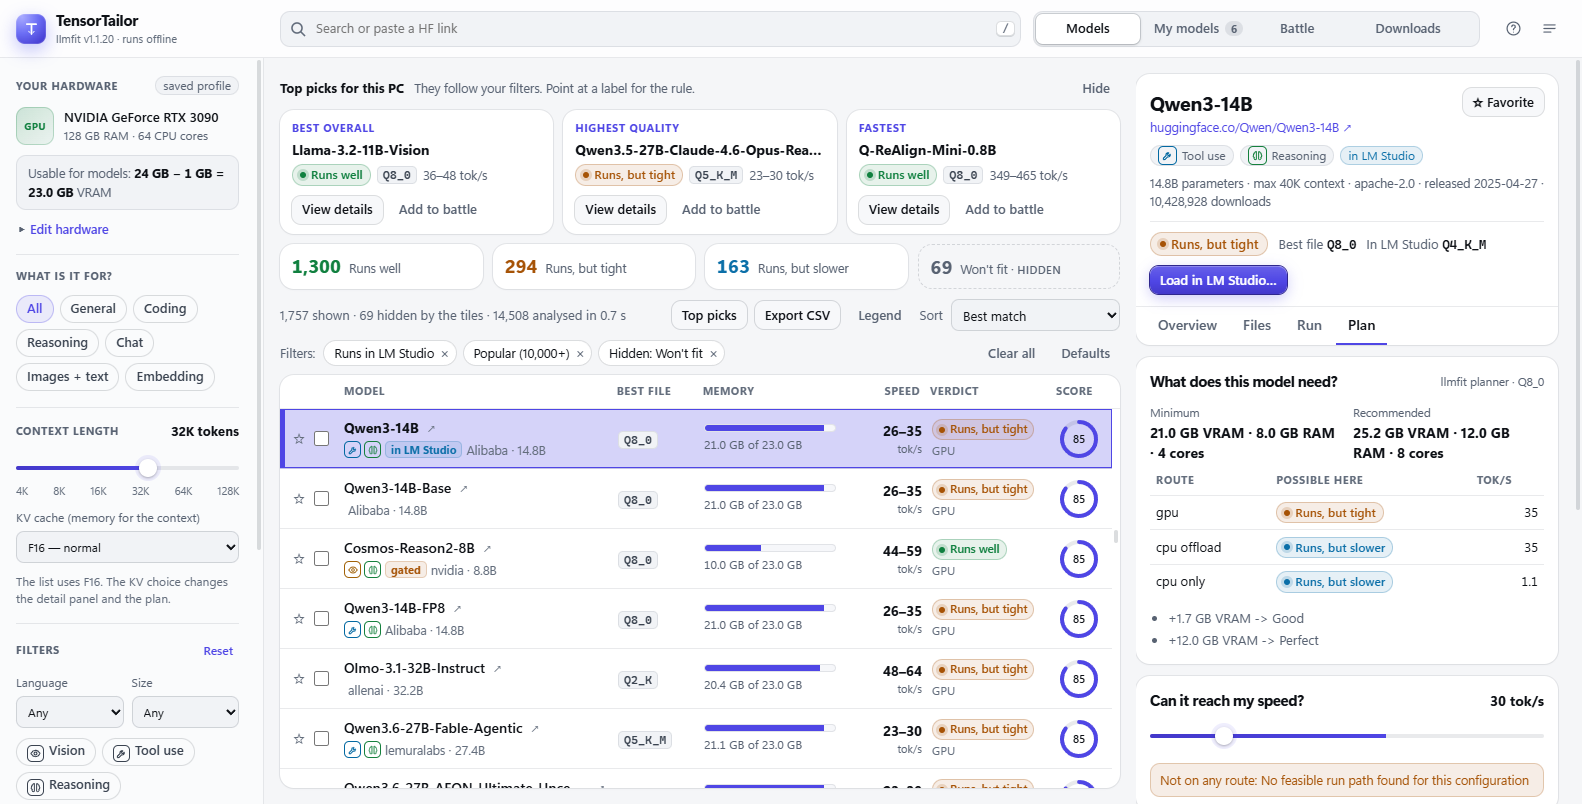 TensorTailor
llmfit v1.1.20 · runs offline
Search or paste a HF link
/
Models
My models 6
Battle
Downloads
YOUR HARDWARE
saved profile
GPU
NVIDIA GeForce RTX 3090
128 GB RAM · 64 CPU cores
Usable for models: 24 GB − 1 GB =
23.0 GB VRAM
▸ Edit hardware
WHAT IS IT FOR?
All
General
Coding
Reasoning
Chat
Images + text
Embedding
CONTEXT LENGTH
32K tokens
4K 8K 16K 32K 64K 128K
KV cache (memory for the context)
F16 — normal
The list uses F16. The KV choice changes
the detail panel and the plan.
FILTERS
Reset
Language
Size
Any
Any
Vision
Tool use
Reasoning
Top picks for this PC
They follow your filters. Point at a label for the rule.
Hide
BEST OVERALL
Llama-3.2-11B-Vision
Runs well Q8_0 36–48 tok/s
View details
Add to battle
HIGHEST QUALITY
Qwen3.5-27B-Claude-4.6-Opus-Rea...
Runs, but tight Q5_K_M 23–30 tok/s
View details
Add to battle
FASTEST
Q-ReAlign-Mini-0.8B
Runs well Q8_0 349–465 tok/s
View details
Add to battle
1,300 Runs well
294 Runs, but tight
163 Runs, but slower
69 Won't fit · HIDDEN
1,757 shown · 69 hidden by the tiles · 14,508 analysed in 0.7 s
Top picks
Export CSV
Legend
Sort
Best match
Filters:
Runs in LM Studio ×
Popular (10,000+) ×
Hidden: Won't fit ×
Clear all
Defaults
MODEL BEST FILE MEMORY SPEED VERDICT SCORE
Qwen3-14B ↗
in LM Studio Alibaba · 14.8B
Q8_0
21.0 GB of 23.0 GB
26–35
tok/s
Runs, but tight
GPU
85
Qwen3-14B-Base ↗
Alibaba · 14.8B
Q8_0
21.0 GB of 23.0 GB
26–35
tok/s
Runs, but tight
GPU
85
Cosmos-Reason2-8B ↗
gated nvidia · 8.8B
Q8_0
10.0 GB of 23.0 GB
44–59
tok/s
Runs well
GPU
85
Qwen3-14B-FP8 ↗
Alibaba · 14.8B
Q8_0
21.0 GB of 23.0 GB
26–35
tok/s
Runs, but tight
GPU
85
Olmo-3.1-32B-Instruct ↗
allenai · 32.2B
Q2_K
20.4 GB of 23.0 GB
48–64
tok/s
Runs, but tight
GPU
85
Qwen3.6-27B-Fable-Agentic ↗
lemuralabs · 27.4B
Q5_K_M
21.1 GB of 23.0 GB
23–30
tok/s
Runs, but tight
GPU
85
Qwen3-14B
☆ Favorite
huggingface.co/Qwen/Qwen3-14B ↗
Tool use
Reasoning
in LM Studio
14.8B parameters · max 40K context · apache-2.0 · released 2025-04-27 ·
10,428,928 downloads
Runs, but tight Best file Q8_0 In LM Studio Q4_K_M
Load in LM Studio...
Overview
Files
Run
Plan
What does this model need?
llmfit planner · Q8_0
Minimum
21.0 GB VRAM · 8.0 GB RAM
· 4 cores
Recommended
25.2 GB VRAM · 12.0 GB
RAM · 8 cores
ROUTE POSSIBLE HERE TOK/S
gpu Runs, but tight 35
cpu offload Runs, but slower 35
cpu only Runs, but slower 1.1
• +1.7 GB VRAM -> Good
• +12.0 GB VRAM -> Perfect
Can it reach my speed?
30 tok/s
Not on any route: No feasible run path found for this configuration